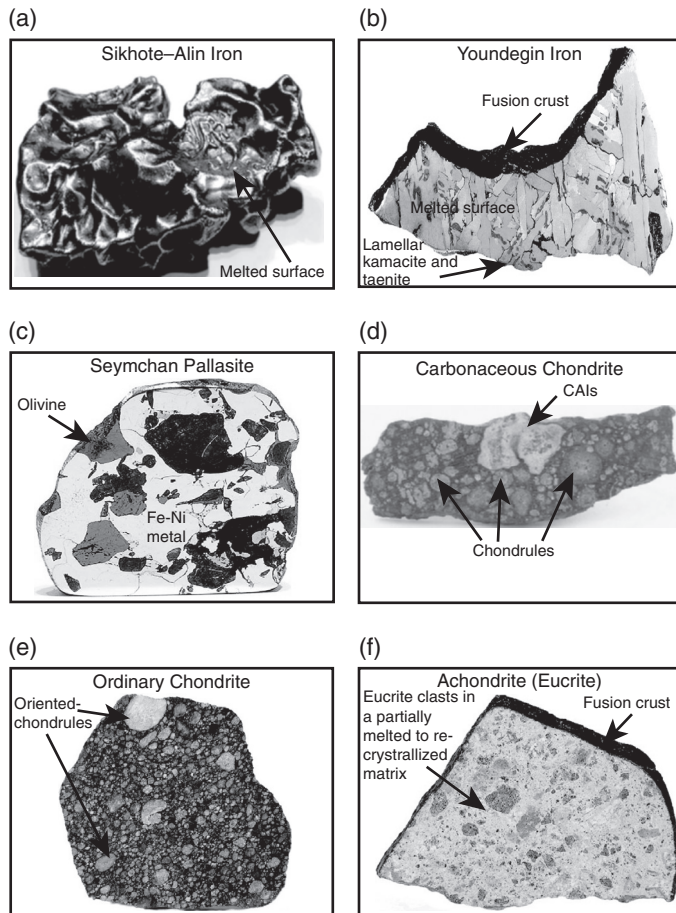 (a)
Sikhote–Alin Iron
Melted surface
(b)
Youndegin Iron
Fusion crust
Melted surface
Lamellar
kamacite and
taenite
(c)
Seymchan Pallasite
Olivine
Fe-Ni
metal
(d)
Carbonaceous Chondrite
CAIs
Chondrules
(e)
Ordinary Chondrite
Oriented-
chondrules
(f)
Achondrite (Eucrite)
Eucrite clasts in
a partially
melted to re-
crystallized
matrix
Fusion crust